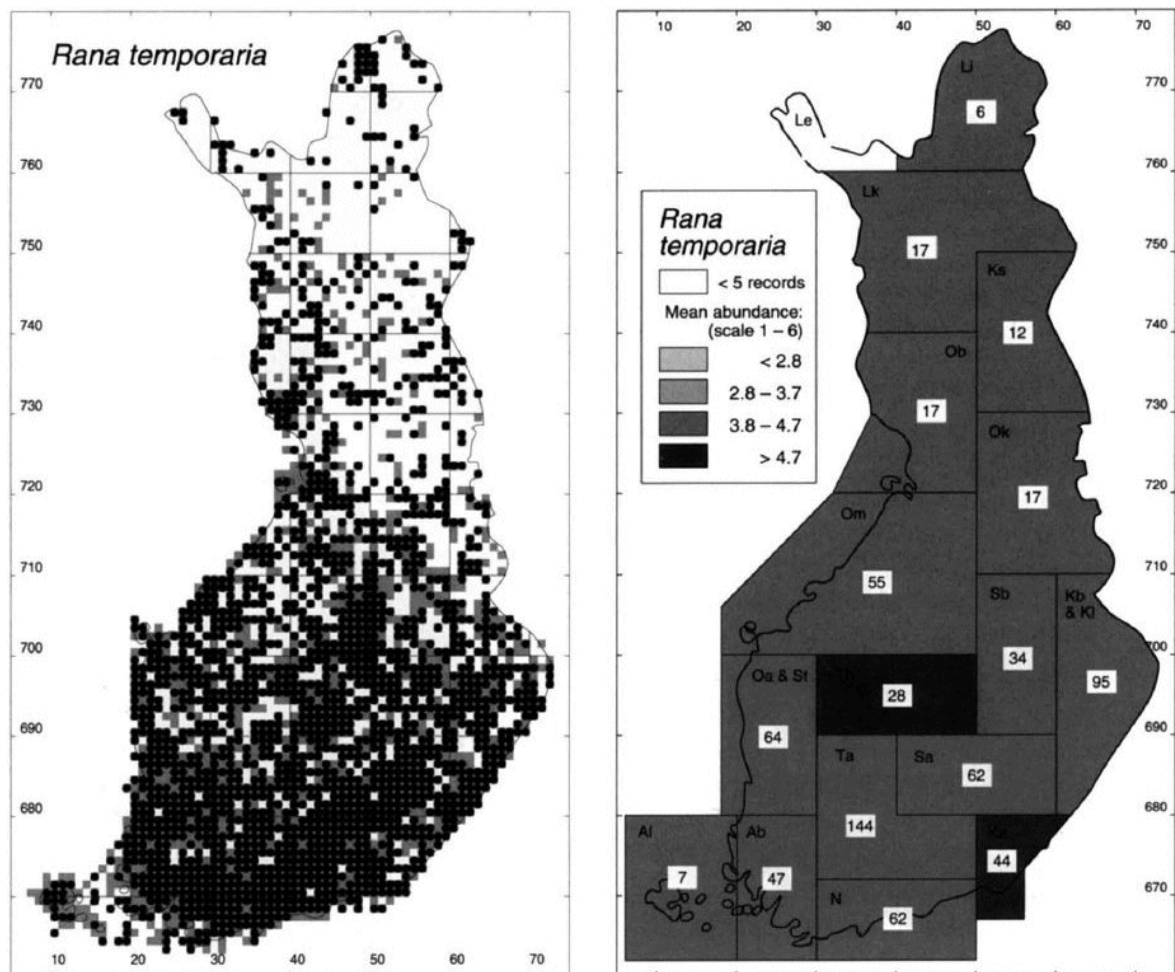 Rana temporaria
770
760
750
740
730
720
710
700
690
680
670
10 20 30 40 50 60 70
10 20 30 40 50 60 70
Li
6
Le
Lk
17
Ks
12
Ob
17
Ok
17
Om
55
Sb
34
Kb
& Kl
95
Oa & St
64
28
Ta
144
Sa
62
Al
7
Ab
47
N
62
44
770
760
750
740
730
720
710
700
690
680
670
Rana
temporaria
< 5 records
Mean abundance:
(scale 1 – 6)
< 2.8
2.8 – 3.7
3.8 – 4.7
> 4.7